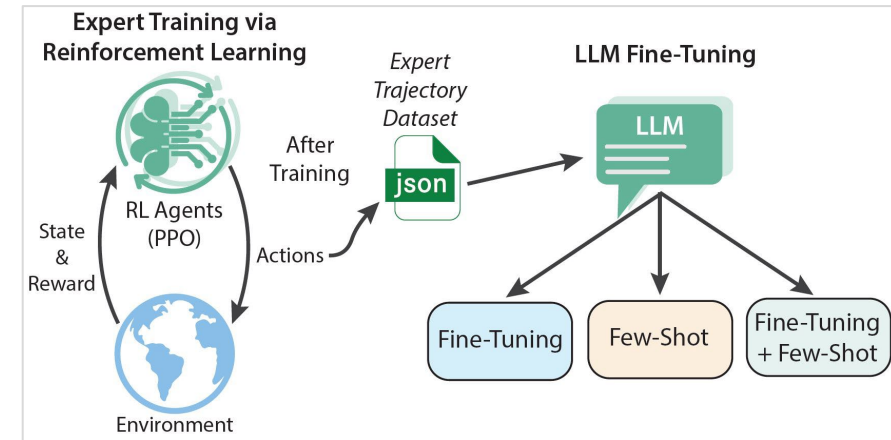 Expert Training via
Reinforcement Learning
RL Agents
(PPO)
State
&
Reward
Actions
Environment
After
Training
Expert
Trajectory
Dataset
json
LLM Fine-Tuning
LLM
Fine-Tuning
Few-Shot
Fine-Tuning
+ Few-Shot